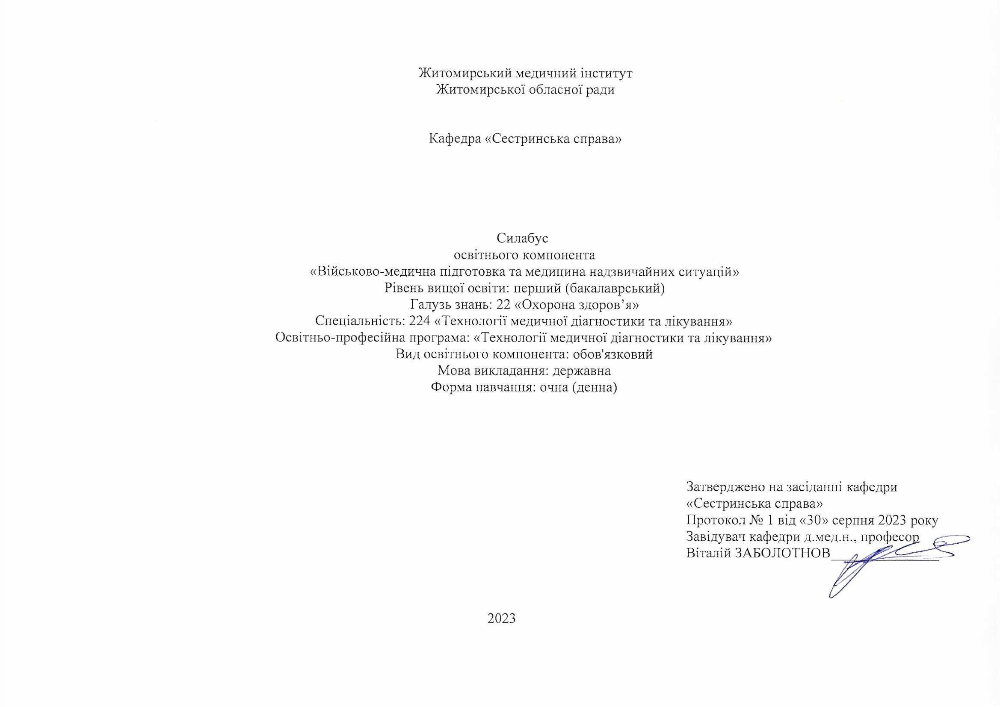 Житомирський медичний інститут
Житомирської обласної ради
Кафедра «Сестринська справа»
Силабус
освітнього компонента
«Військово-медична підготовка та медицина надзвичайних ситуацій»
Рівень вищої освіти: перший (бакалаврський)
Галузь знань: 22 «Охорона здоров’я»
Спеціальність: 224 «Технології медичної діагностики та лікування»
Освітньо-професійна програма: «Технології медичної діагностики та лікування»
Вид освітнього компонента: обов'язковий
Мова викладання: державна
Форма навчання: очна (денна)
Затверджено на засіданні кафедри
«Сестринська справа»
Протокол № 1 від «30» серпня 2023 року
Завідувач кафедри д.мед.н., професор
Віталій ЗАБОЛОТНОВ
2023